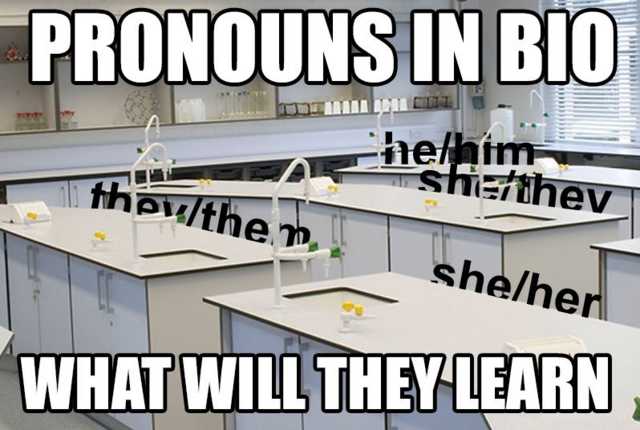 PRONOUNS IN BIO
he/him
she/they
they/them
she/her
WHAT WILL THEY LEARN